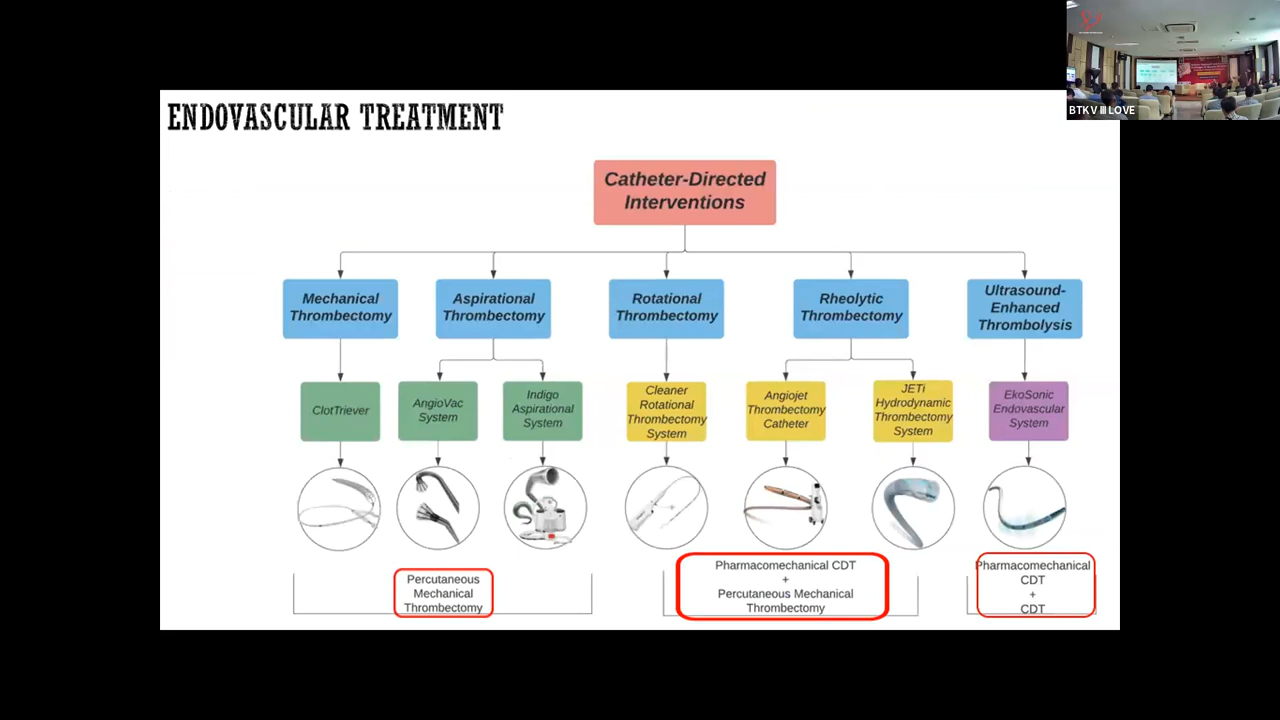 BTKV III LOVE
ENDOVASCULAR TREATMENT
Catheter-Directed
Interventions
Mechanical
Thrombectomy
Aspirational
Thrombectomy
Rotational
Thrombectomy
Rheolytic
Thrombectomy
Ultrasound-
Enhanced
Thrombolysis
ClotTriever
AngioVac
System
Indigo
Aspirational
System
Cleaner
Rotational
Thrombectomy
System
Angiojet
Thrombectomy
Catheter
JETi
Hydrodynamic
Thrombectomy
System
EkoSonic
Endovascular
System
Percutaneous
Mechanical
Thrombectomy
Pharmacomechanical CDT
+
Percutaneous Mechanical
Thrombectomy
Pharmacomechanical
CDT
+
CDT